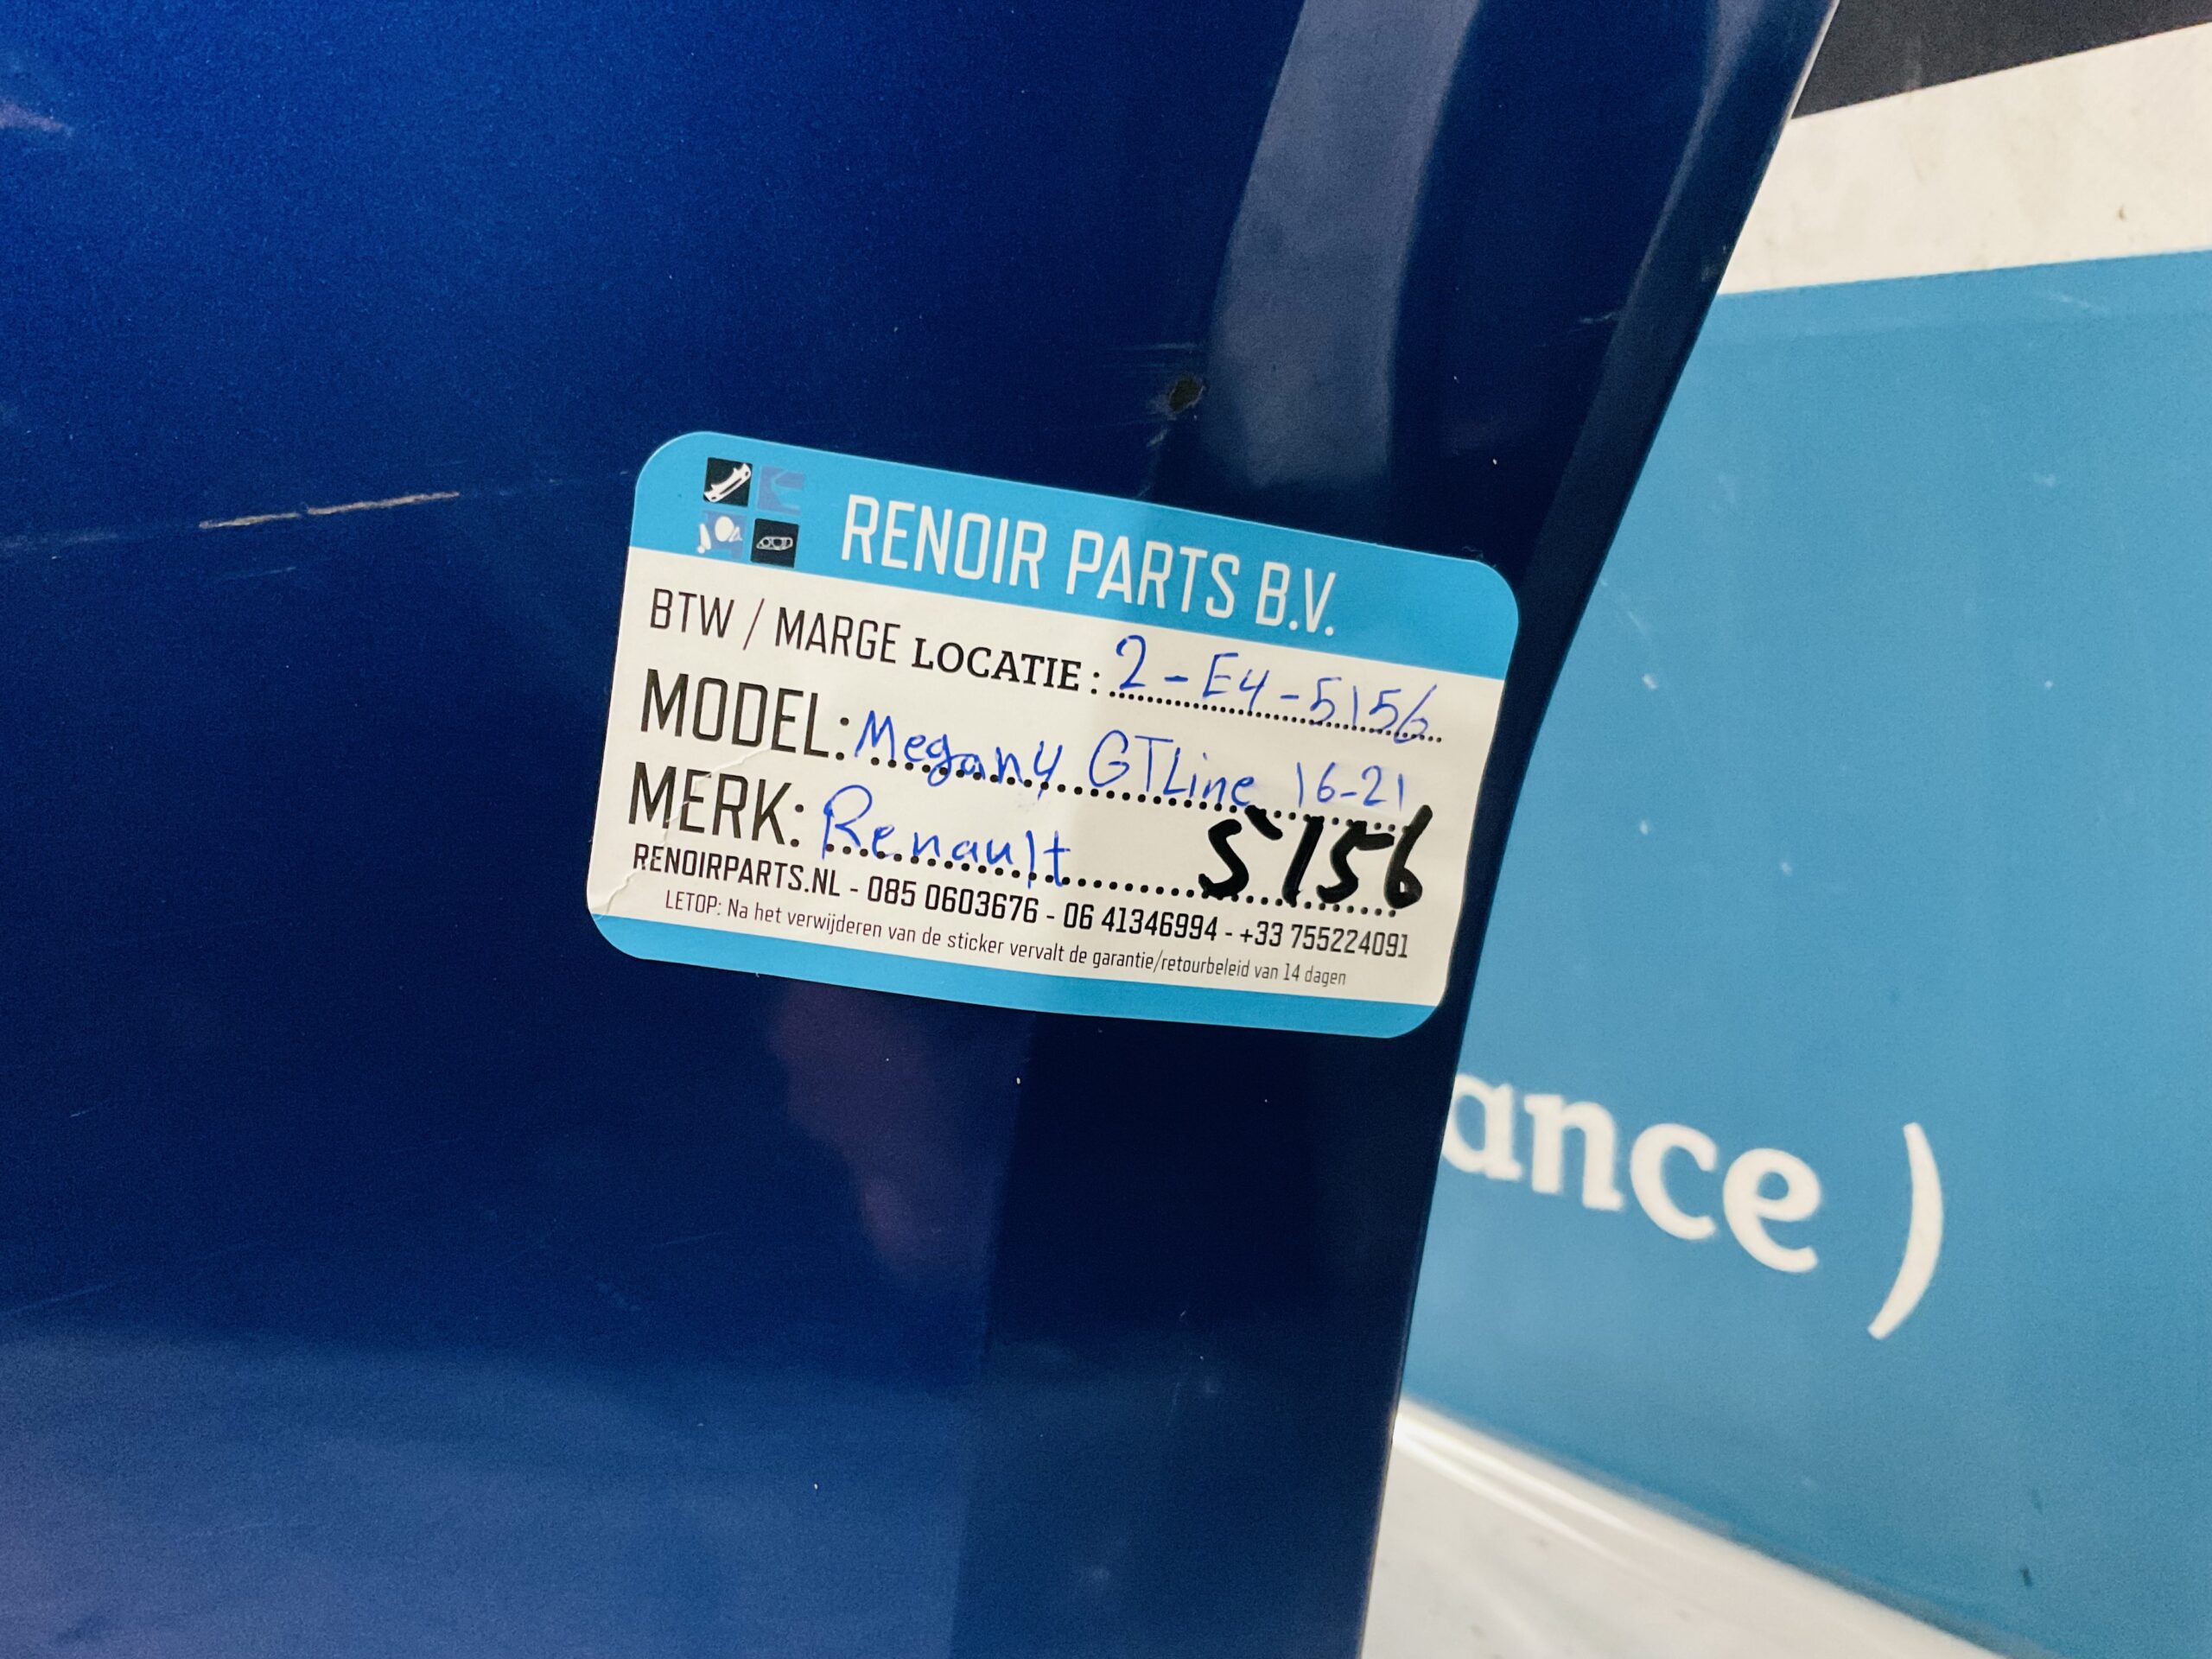 RENOIR PARTS B.V.
BTW / MARGE LOCATIE : 2-E4-5156
MODEL: Megan4 GTLine 16-21
MERK: Renault 5156
RENOIRPARTS.NL - 085 0603676 - 06 41346994 - +33 755224091
LETOP: Na het verwijderen van de sticker vervalt de garantie/retourbeleid van 14 dagen
ance )